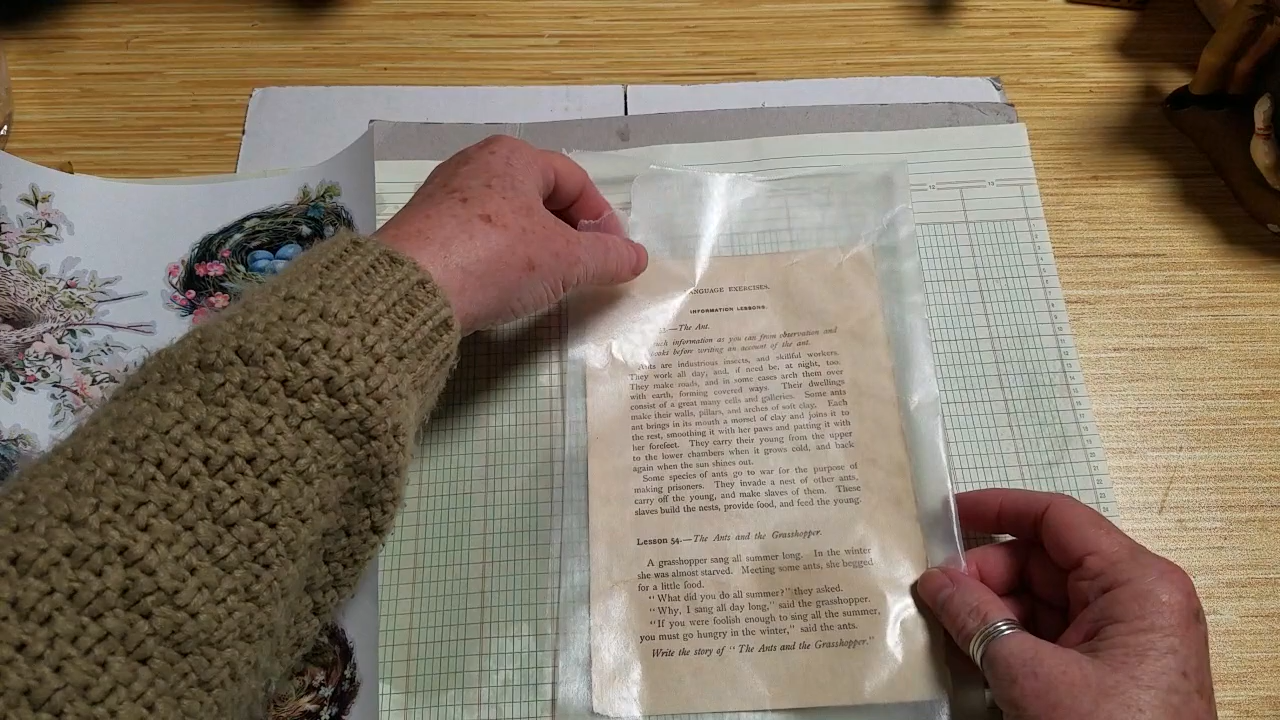 ANGUAGE EXERCISES.
INFORMATION LESSONS.
—The Ant.
such information as you can from observation and
books before writing an account of the ant.
Ants are industrious insects, and skillful workers.
They work all day, and, if need be, at night, too.
They make roads, and in some cases arch them over
with earth, forming covered ways. Their dwellings
consist of a great many cells and galleries. Some ants
make their walls, pillars, and arches of soft clay. Each
ant brings in its mouth a morsel of clay and joins it to
the rest, smoothing it with her paws and patting it with
her forefeet. They carry their young from the upper
to the lower chambers when it grows cold, and back
again when the sun shines out.
Some species of ants go to war for the purpose of
making prisoners. They invade a nest of other ants,
carry off the young, and make slaves of them. These
slaves build the nests, provide food, and feed the young.
Lesson 54.—The Ants and the Grasshopper.
A grasshopper sang all summer long. In the winter
she was almost starved. Meeting some ants, she begged
for a little food.
"What did you do all summer?" they asked.
"Why, I sang all day long," said the grasshopper.
"If you were foolish enough to sing all the summer,
you must go hungry in the winter," said the ants.
Write the story of "The Ants and the Grasshopper."